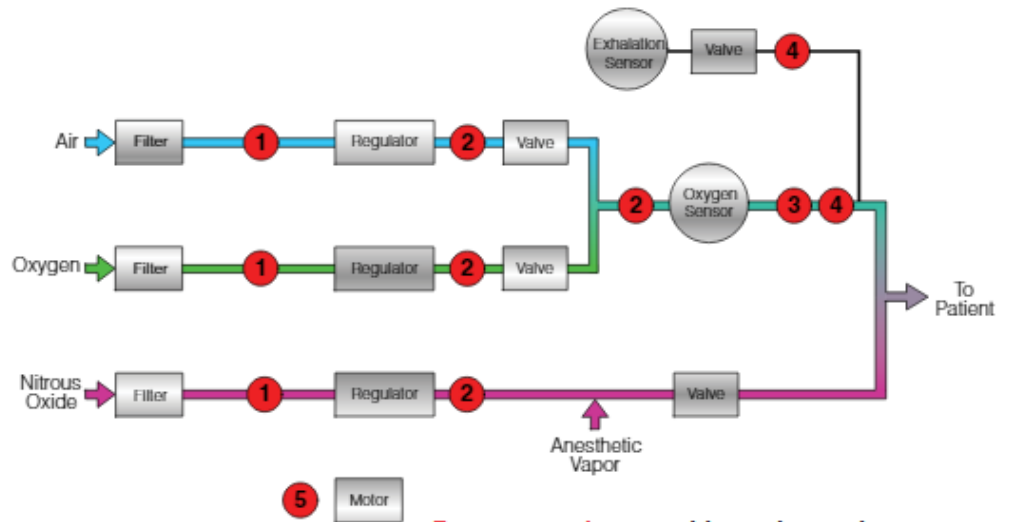 Exhalation
Sensor
Valve
4
Air
Filter
1
Regulator
2
Valve
2
Oxygen
Sensor
3
4
Oxygen
Filter
1
Regulator
2
Valve
To
Patient
Nitrous
Oxide
Filter
1
Regulator
2
Valve
Anesthetic
Vapor
5
Motor